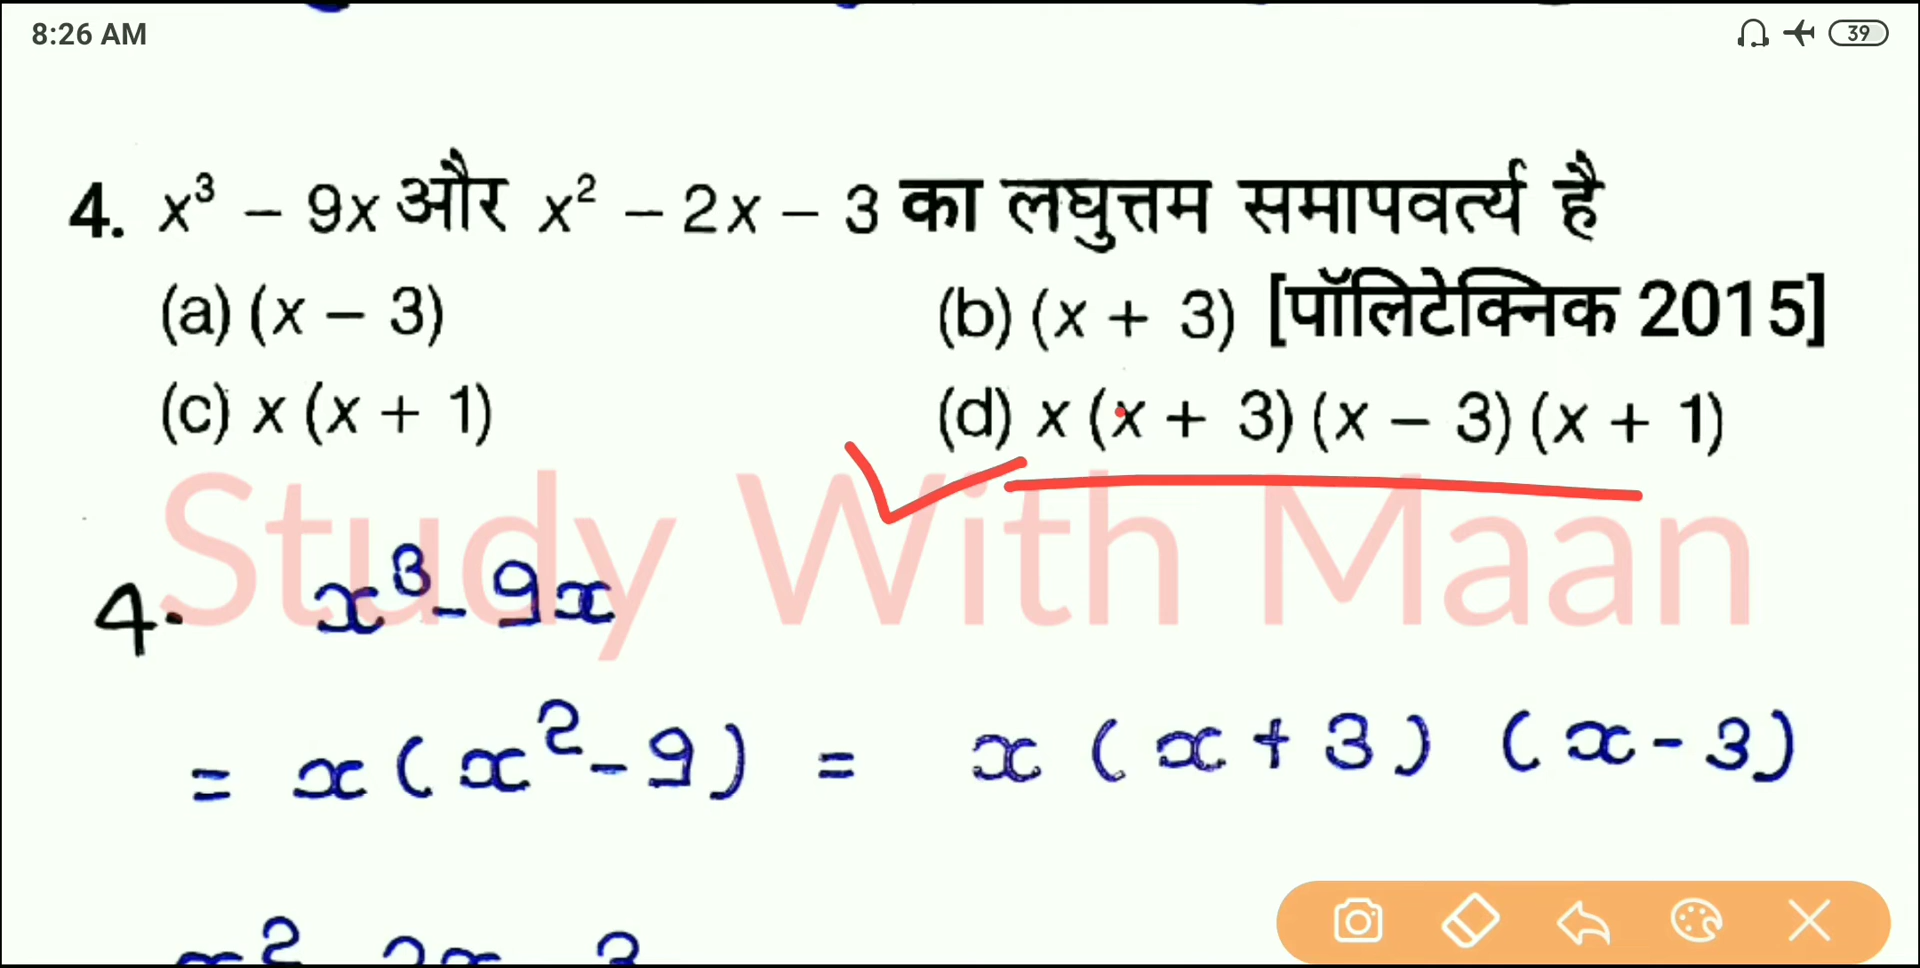 8:26 AM
39
4. x³ – 9x और x² – 2x – 3 का लघुत्तम समापवर्त्य है
(a) (x – 3)
(b) (x + 3) [पॉलिटेक्निक 2015]
(c) x (x + 1)
(d) x (x + 3) (x – 3) (x + 1)
Study With Maan
4. x³ - 9x
= x ( x² - 9 ) = x ( x + 3 ) ( x - 3 )